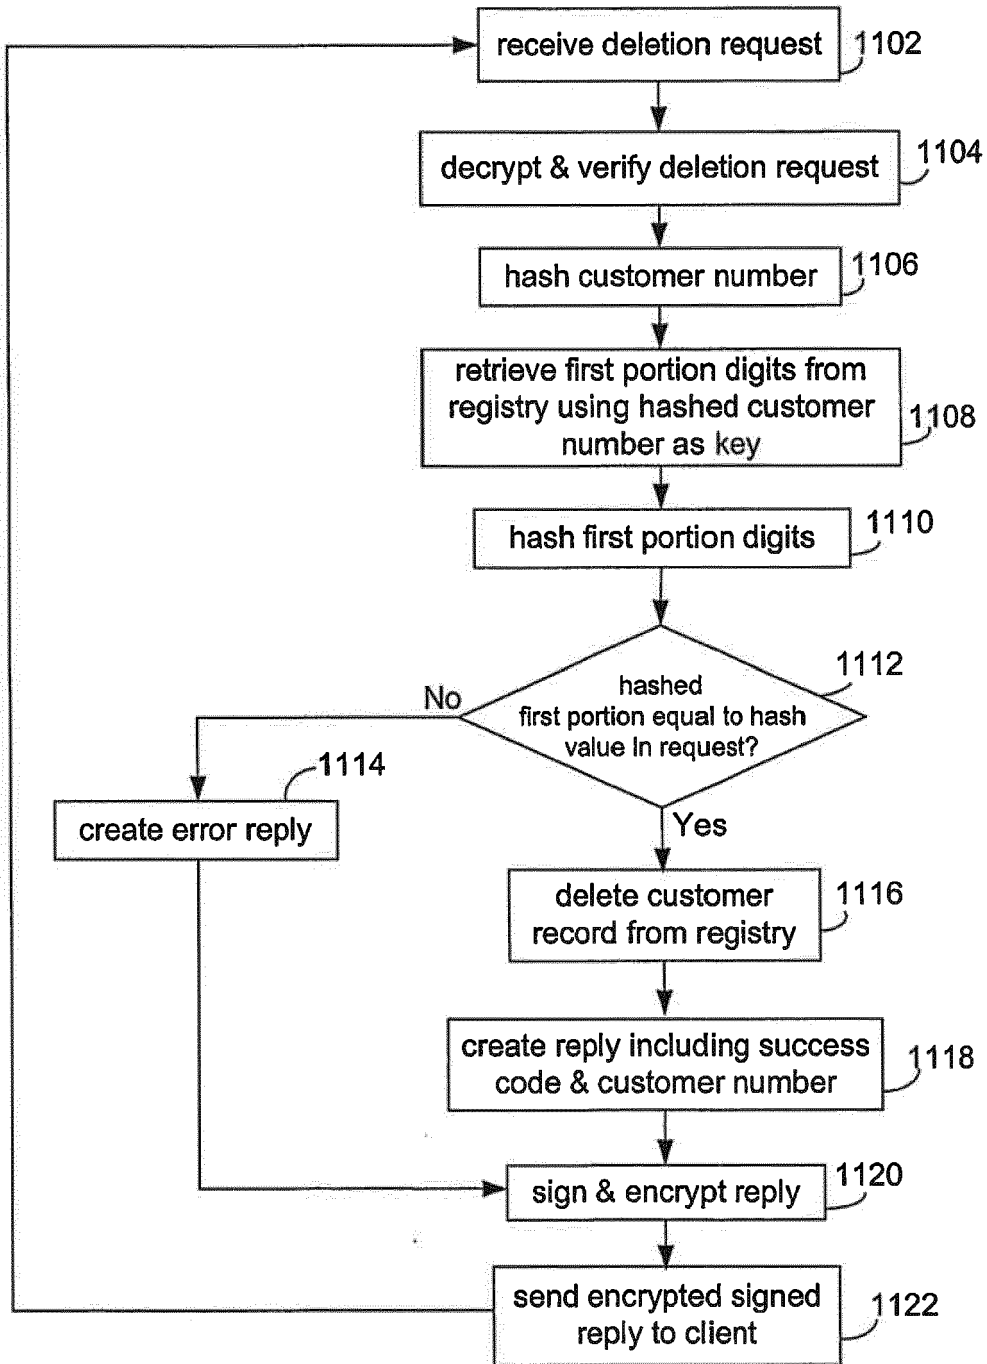 receive deletion request
1102
decrypt & verify deletion request
1104
hash customer number
1106
retrieve first portion digits from
registry using hashed customer
number as key
1108
hash first portion digits
1110
hashed
first portion equal to hash
value In request?
1112
No
Yes
1114
create error reply
delete customer
record from registry
1116
create reply including success
code & customer number
1118
sign & encrypt reply
1120
send encrypted signed
reply to client
1122